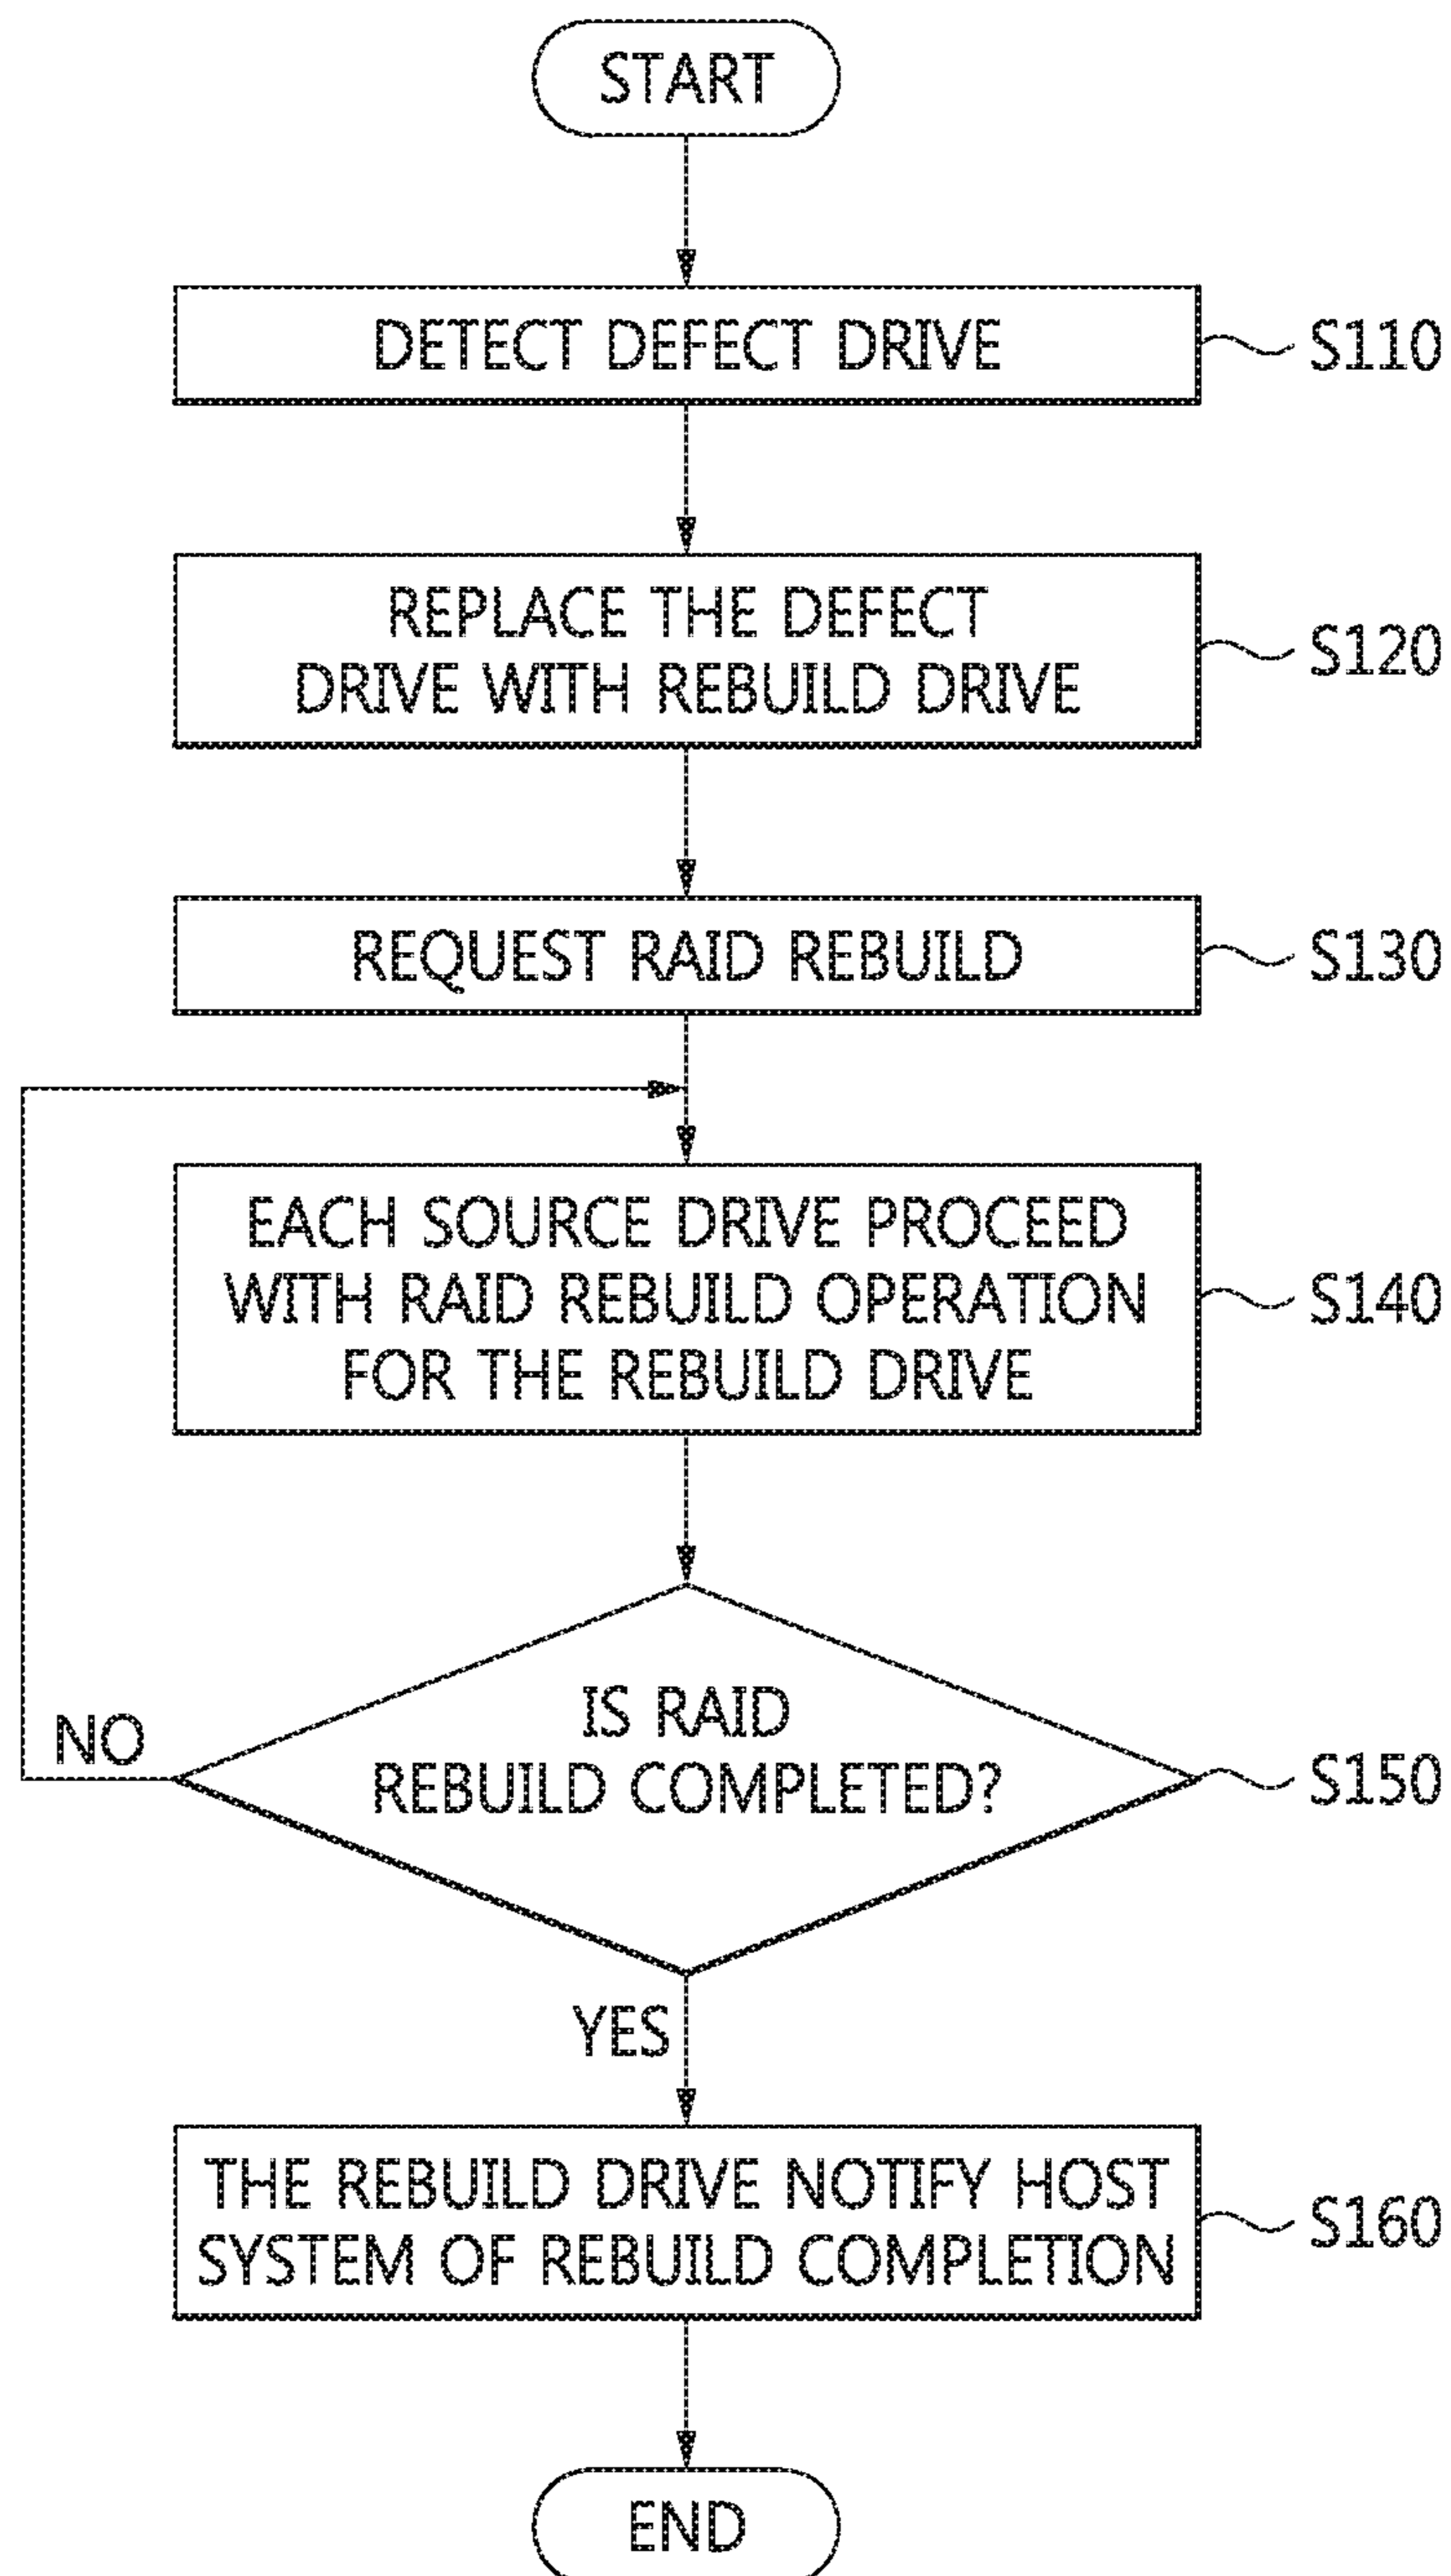 START
DETECT DEFECT DRIVE
S110
REPLACE THE DEFECT
DRIVE WITH REBUILD DRIVE
S120
REQUEST RAID REBUILD
S130
EACH SOURCE DRIVE PROCEED
WITH RAID REBUILD OPERATION
FOR THE REBUILD DRIVE
S140
IS RAID
REBUILD COMPLETED?
S150
NO
YES
THE REBUILD DRIVE NOTIFY HOST
SYSTEM OF REBUILD COMPLETION
S160
END